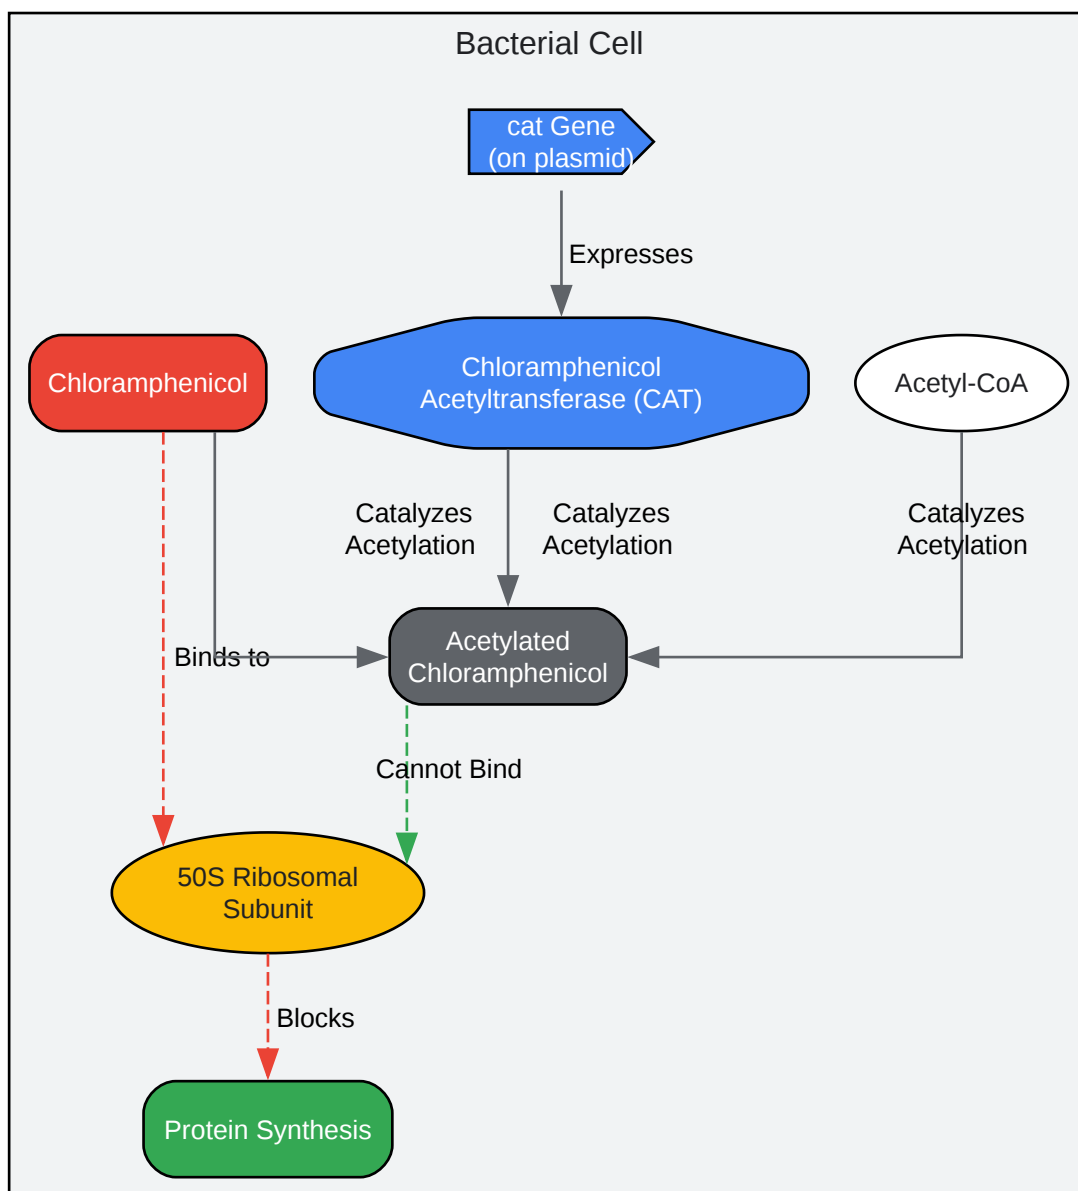 Bacterial Cell
cat Gene
(on plasmid)
Expresses
Chloramphenicol
Chloramphenicol
Acetyltransferase (CAT)
Acetyl-CoA
Catalyzes
Acetylation
Catalyzes
Acetylation
Catalyzes
Acetylation
Binds to
Acetylated
Chloramphenicol
Cannot Bind
50S Ribosomal
Subunit
Blocks
Protein Synthesis